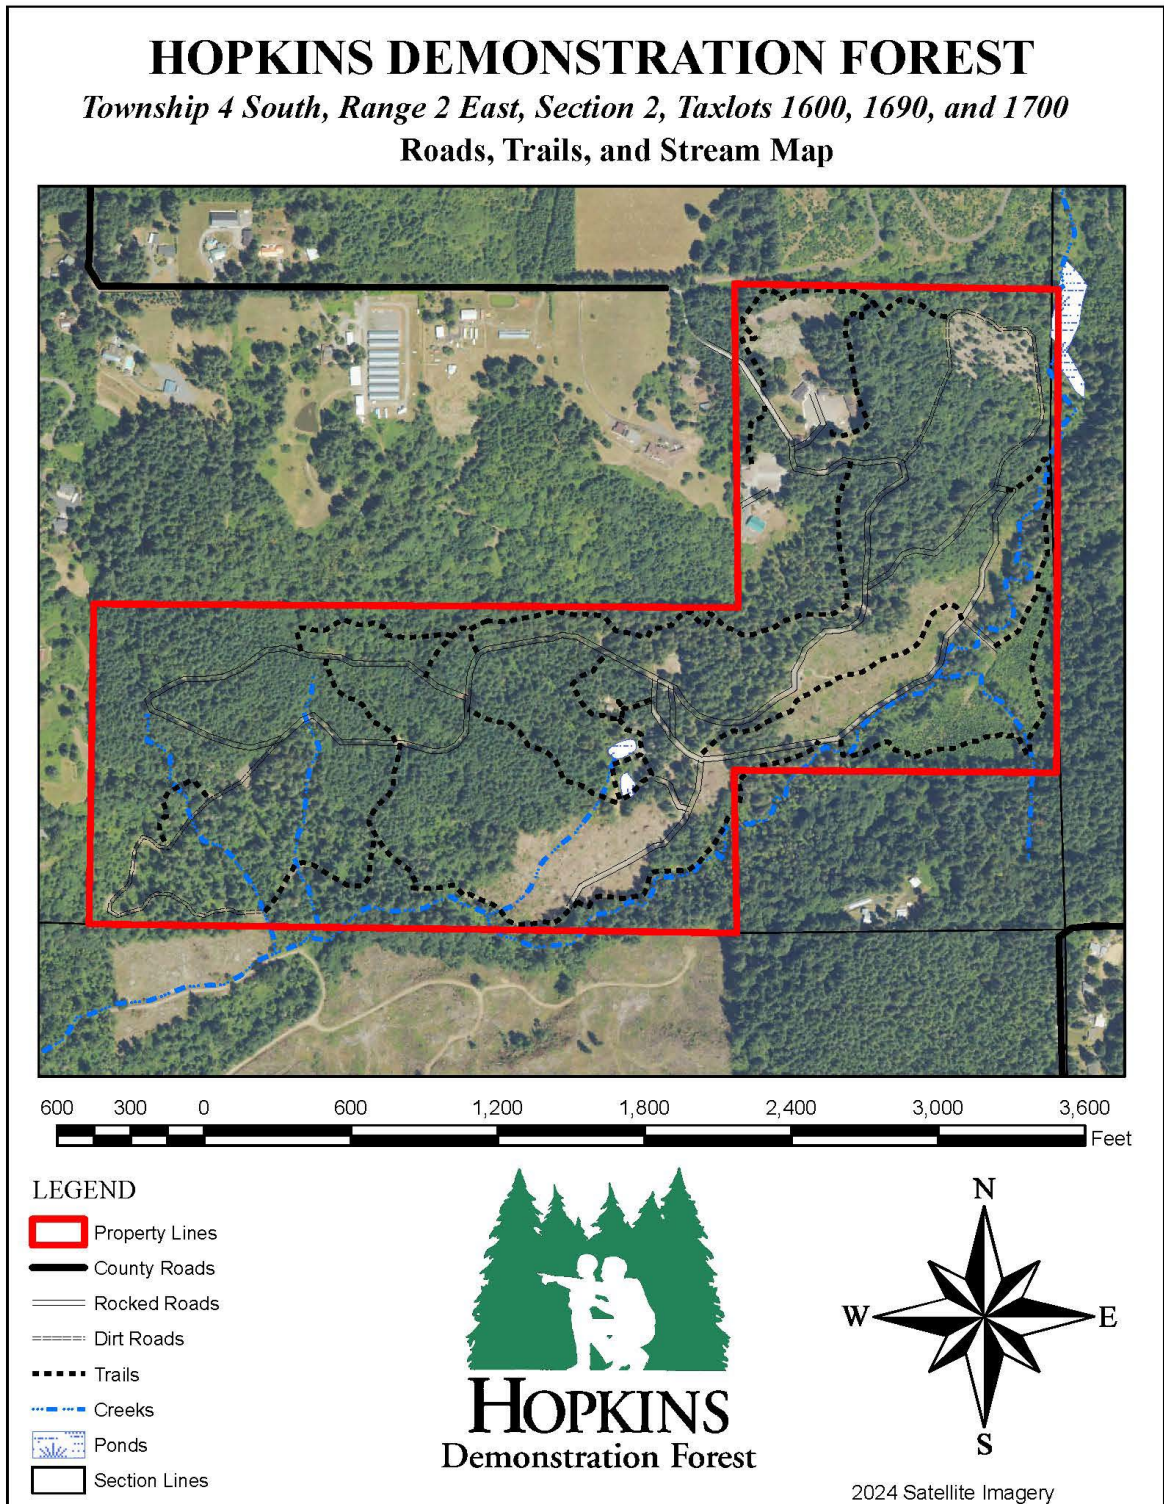 HOPKINS DEMONSTRATION FOREST
Township 4 South, Range 2 East, Section 2, Taxlots 1600, 1690, and 1700
Roads, Trails, and Stream Map
600 300 0 600 1,200 1,800 2,400 3,000 3,600
Feet
LEGEND
Property Lines
County Roads
Rocked Roads
Dirt Roads
Trails
Creeks
Ponds
Section Lines
HOPKINS
Demonstration Forest
N
W E
S
2024 Satellite Imagery